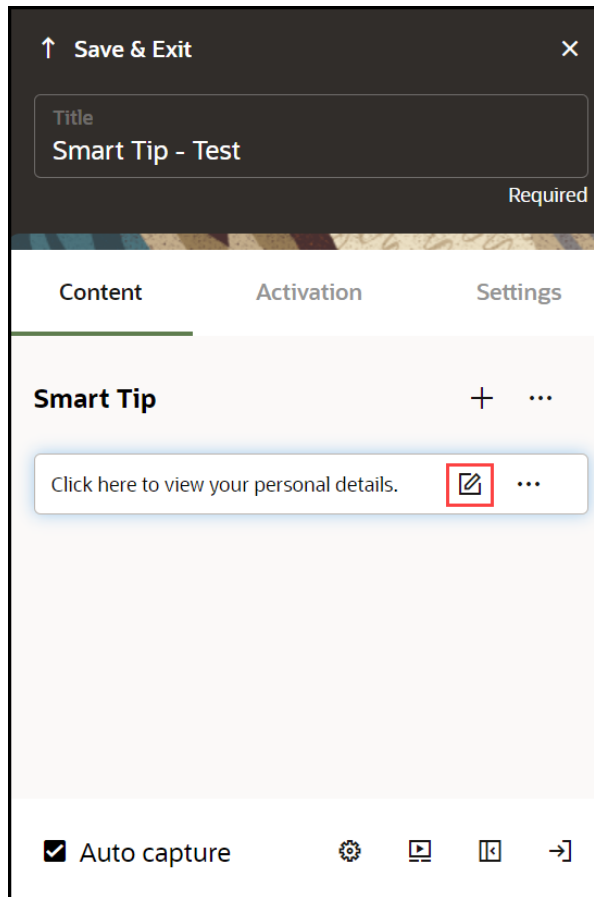 Save & Exit
Title
Smart Tip - Test
Required
Content Activation Settings
Smart Tip
Click here to view your personal details.
Auto capture